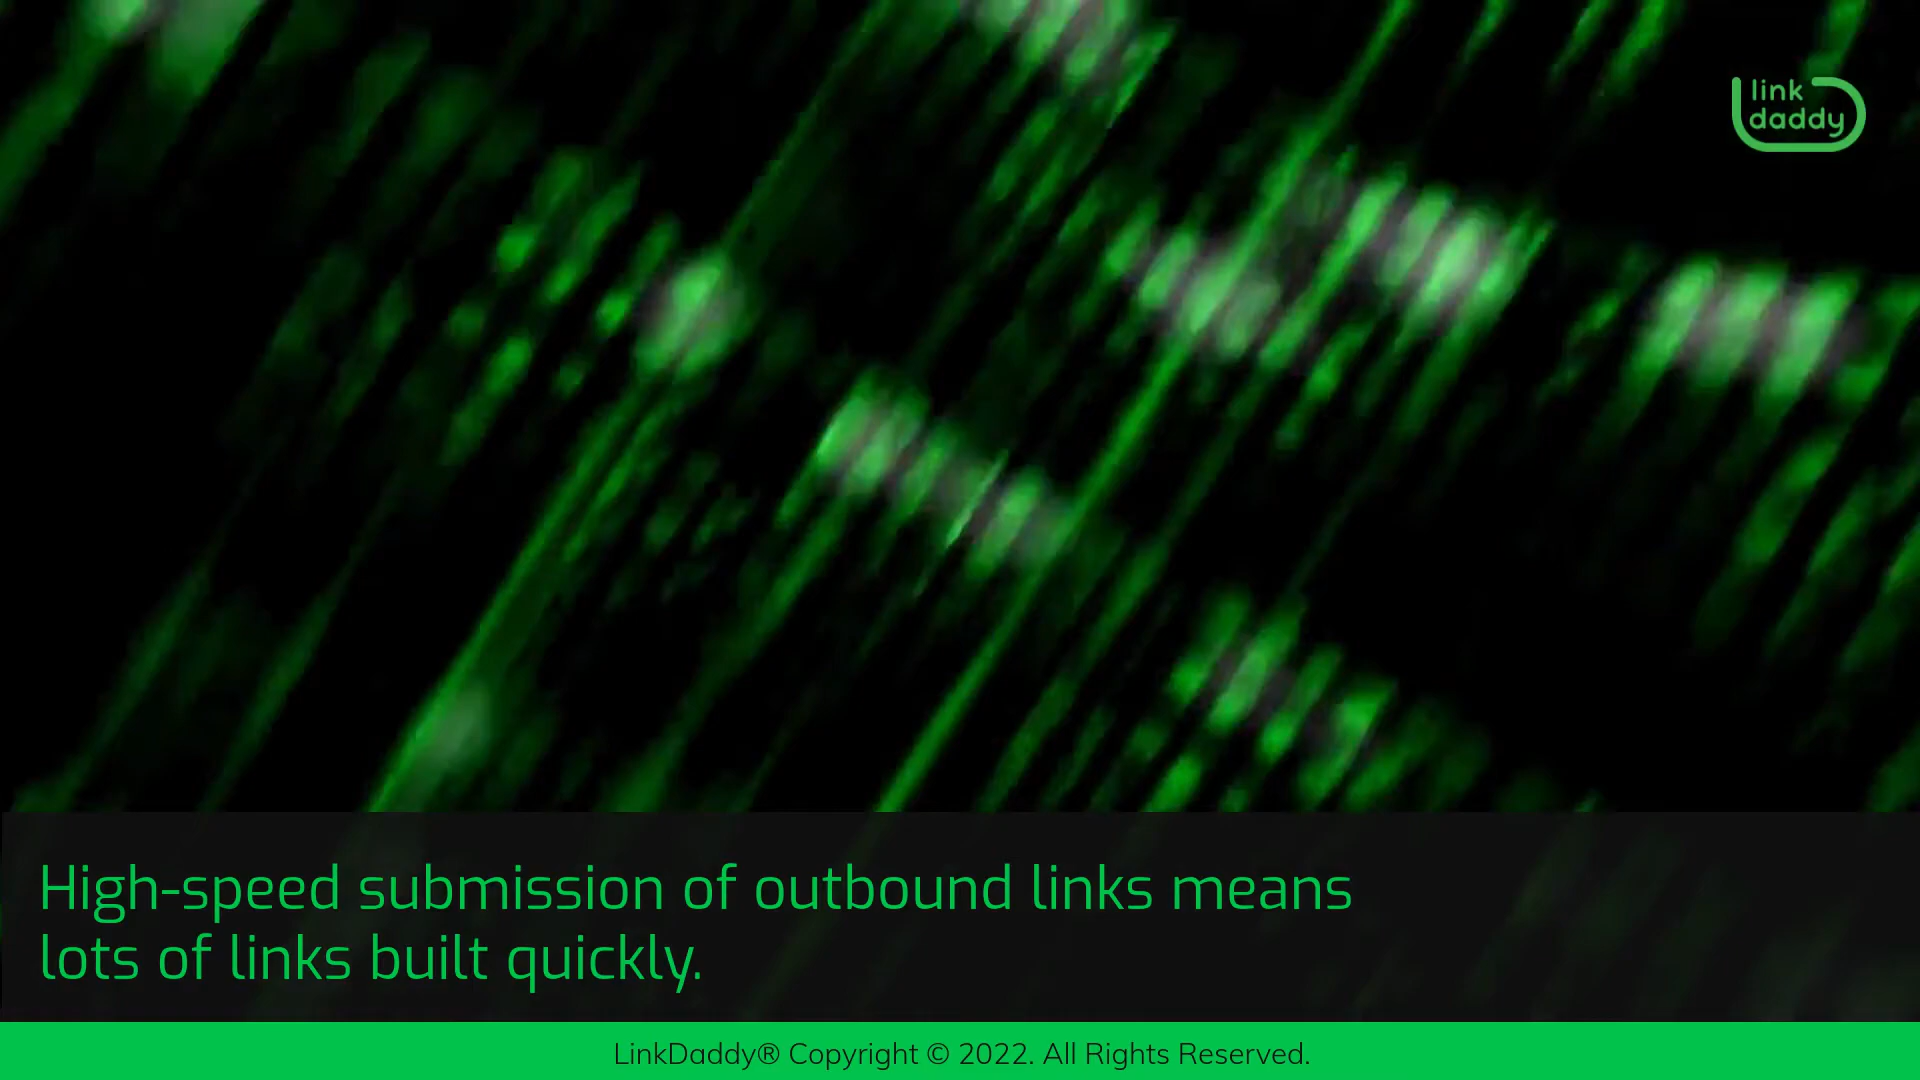 link
daddy
High-speed submission of outbound links means
lots of links built quickly.
LinkDaddy® Copyright © 2022. All Rights Reserved.